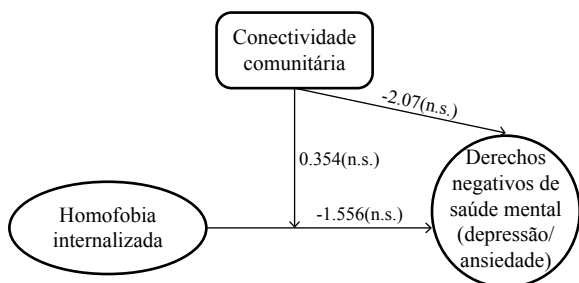 Conectividade
comunitária
-2.07(n.s.)
0.354(n.s.)
-1.556(n.s.)
Homofobia
internalizada
Derechos
negativos de
saúde mental
(depressão/
ansiedade)